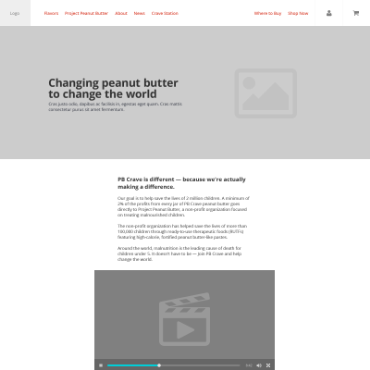 Logo
Flavors Project Peanut Butter About News Crave Station Where to Buy Shop Now
Changing peanut butter
to change the world
Cras justo odio, dapibus ac facilisis in, egestas eget quam. Cras mattis
consectetur purus sit amet fermentum.
PB Crave is different — because we're actually
making a difference.
Our goal is to help save the lives of 2 million children. A minimum of
of the profits from every jar of PB Crave peanut butter goes
directly to Project Peanut Butter, a non-profit organization focused
on treating malnourished children.
The non-profit organization has helped save the lives of more than
children through ready-to-use therapeutic foods (RUTFs)
featuring high-calorie, fortified peanut butter-like pastes.
Around the world, malnutrition is the leading cause of death for
children under 5. It doesn't have to be — Join PB Crave and help
change the world.